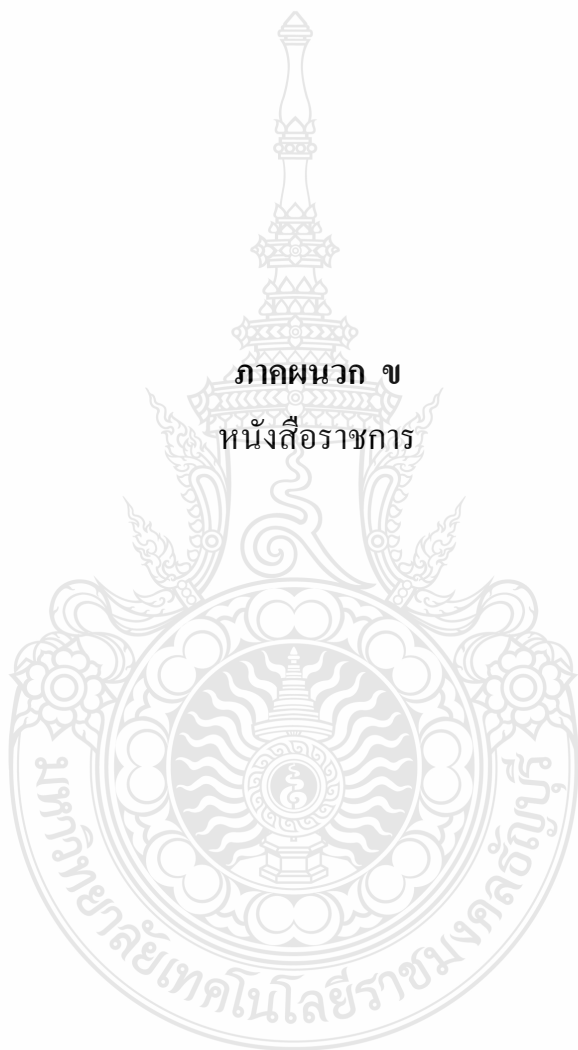 ภาคผนวก ข
หนังสือราชการ
มหาวิทยาลัยเทคโนโลยีราชมงคลธัญบุรี